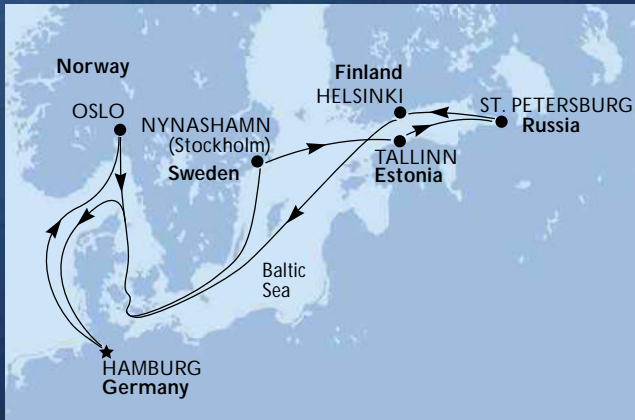 Norway
OSLO
NYNASHAMN
(Stockholm)
Sweden
Finland
HELSINKI
ST. PETERSBURG
Russia
TALLINN
Estonia
Baltic
Sea
HAMBURG
Germany